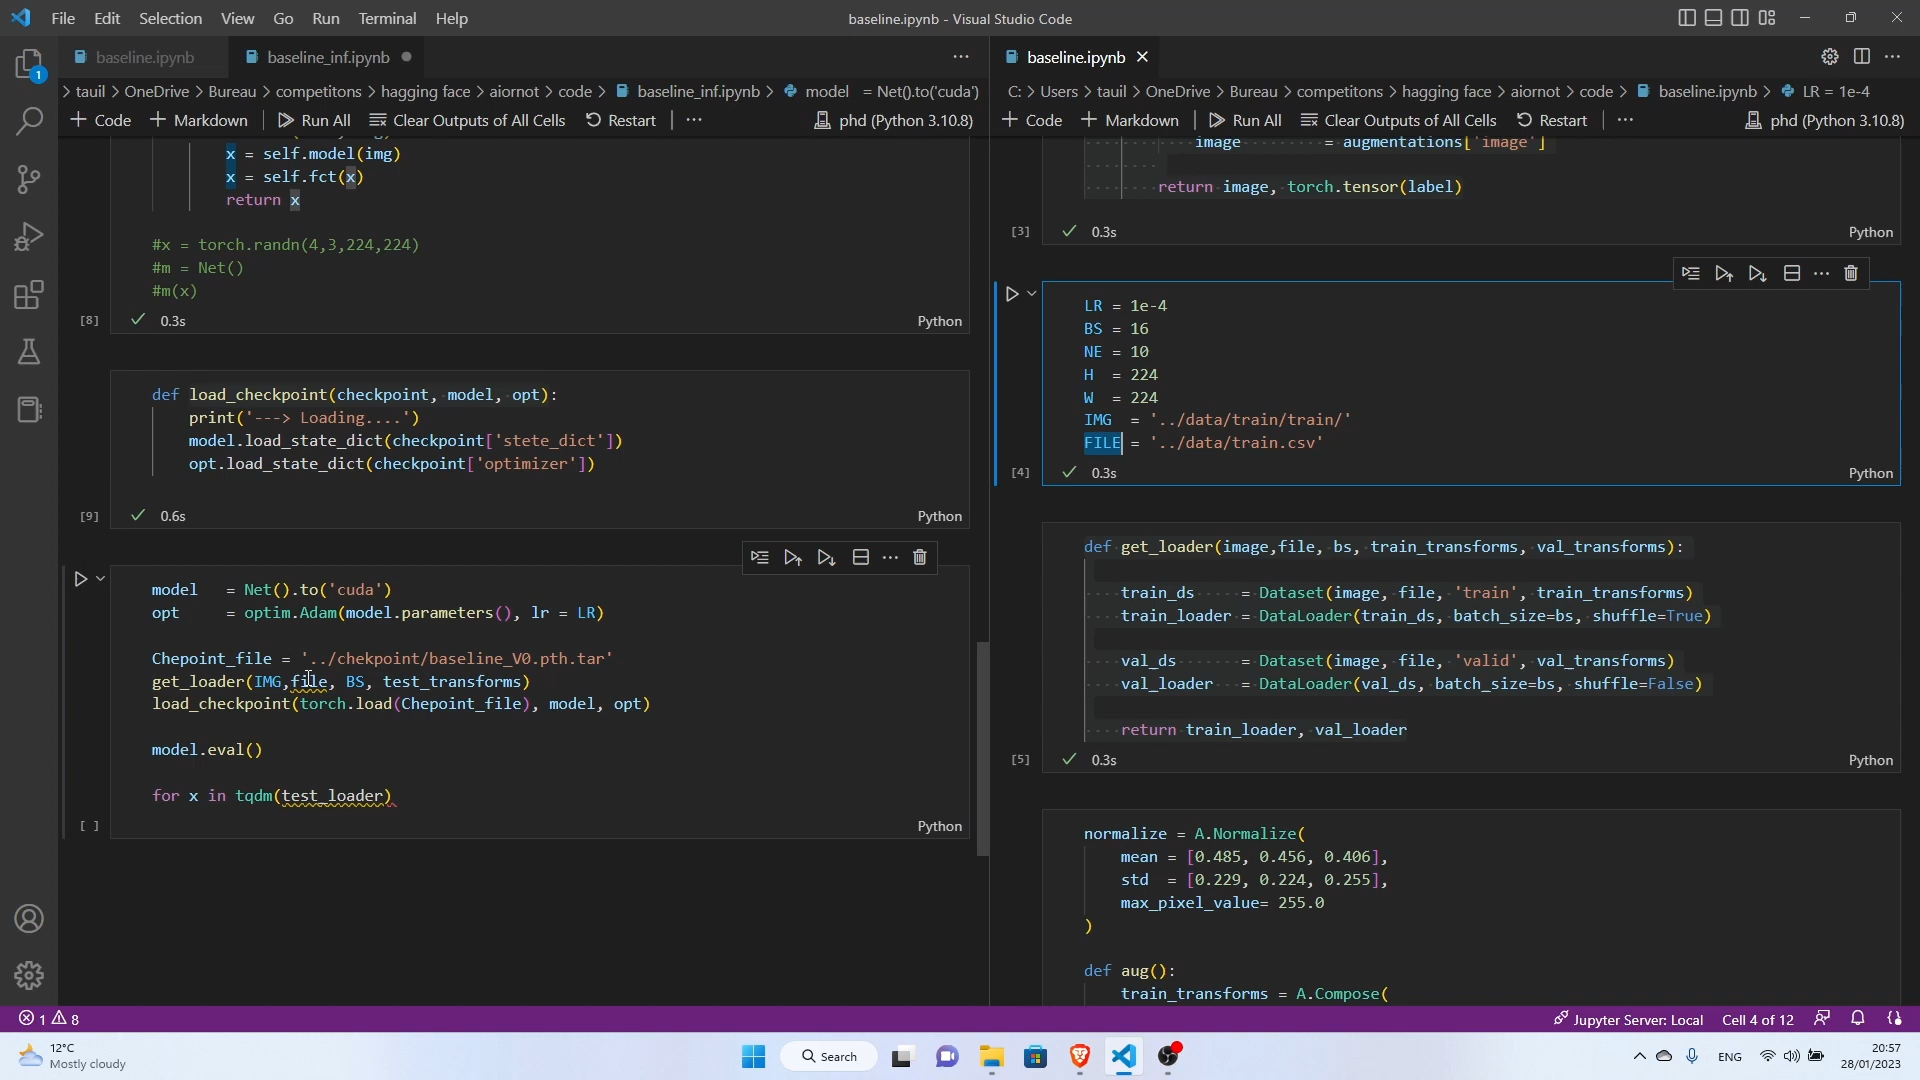 File Edit Selection View Go Run Terminal Help
baseline.ipynb - Visual Studio Code
baseline.ipynb
baseline_inf.ipynb
> tauil > OneDrive > Bureau > competitons > hagging face > aiornot > code > baseline_inf.ipynb > model = Net().to('cuda')
+ Code + Markdown | Run All Clear Outputs of All Cells Restart | ...
phd (Python 3.10.8)
x = self.model(img)
x = self.fct(x)
return x
#x = torch.randn(4,3,224,224)
#m = Net()
#m(x)
[8]
0.3s
Python
def load_checkpoint(checkpoint, model, opt):
print('---> Loading....')
model.load_state_dict(checkpoint['stete_dict'])
opt.load_state_dict(checkpoint['optimizer'])
[9]
0.6s
Python
model = Net().to('cuda')
opt = optim.Adam(model.parameters(), lr = LR)
Chepoint_file = '../chekpoint/baseline_V0.pth.tar'
get_loader(IMG,file, BS, test_transforms)
load_checkpoint(torch.load(Chepoint_file), model, opt)
model.eval()
for x in tqdm(test_loader)
[ ]
Python
baseline.ipynb
C: > Users > tauil > OneDrive > Bureau > competitons > hagging face > aiornot > code > baseline.ipynb > LR = 1e-4
+ Code + Markdown | Run All Clear Outputs of All Cells Restart | ...
phd (Python 3.10.8)
image = augmentations['image']
return image, torch.tensor(label)
[3]
0.3s
Python
LR = 1e-4
BS = 16
NE = 10
H = 224
W = 224
IMG = '../data/train/train/'
FILE = '../data/train.csv'
[4]
0.3s
Python
def get_loader(image,file, bs, train_transforms, val_transforms):
train_ds = Dataset(image, file, 'train', train_transforms)
train_loader = DataLoader(train_ds, batch_size=bs, shuffle=True)
val_ds = Dataset(image, file, 'valid', val_transforms)
val_loader = DataLoader(val_ds, batch_size=bs, shuffle=False)
return train_loader, val_loader
[5]
0.3s
Python
normalize = A.Normalize(
mean = [0.485, 0.456, 0.406],
std = [0.229, 0.224, 0.255],
max_pixel_value= 255.0
)
def aug():
train_transforms = A.Compose(
1 8
Jupyter Server: Local
Cell 4 of 12
12°C
Mostly cloudy
Search
ENG
20:57
28/01/2023
1